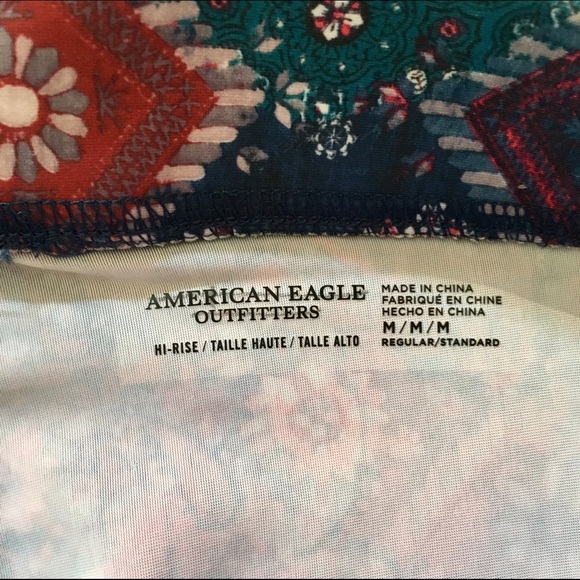 AMERICAN EAGLE
OUTFITTERS
HI-RISE / TAILLE HAUTE / TALLE ALTO
MADE IN CHINA
FABRIQUÉ EN CHINE
HECHO EN CHINA
M/M/M
REGULAR/STANDARD